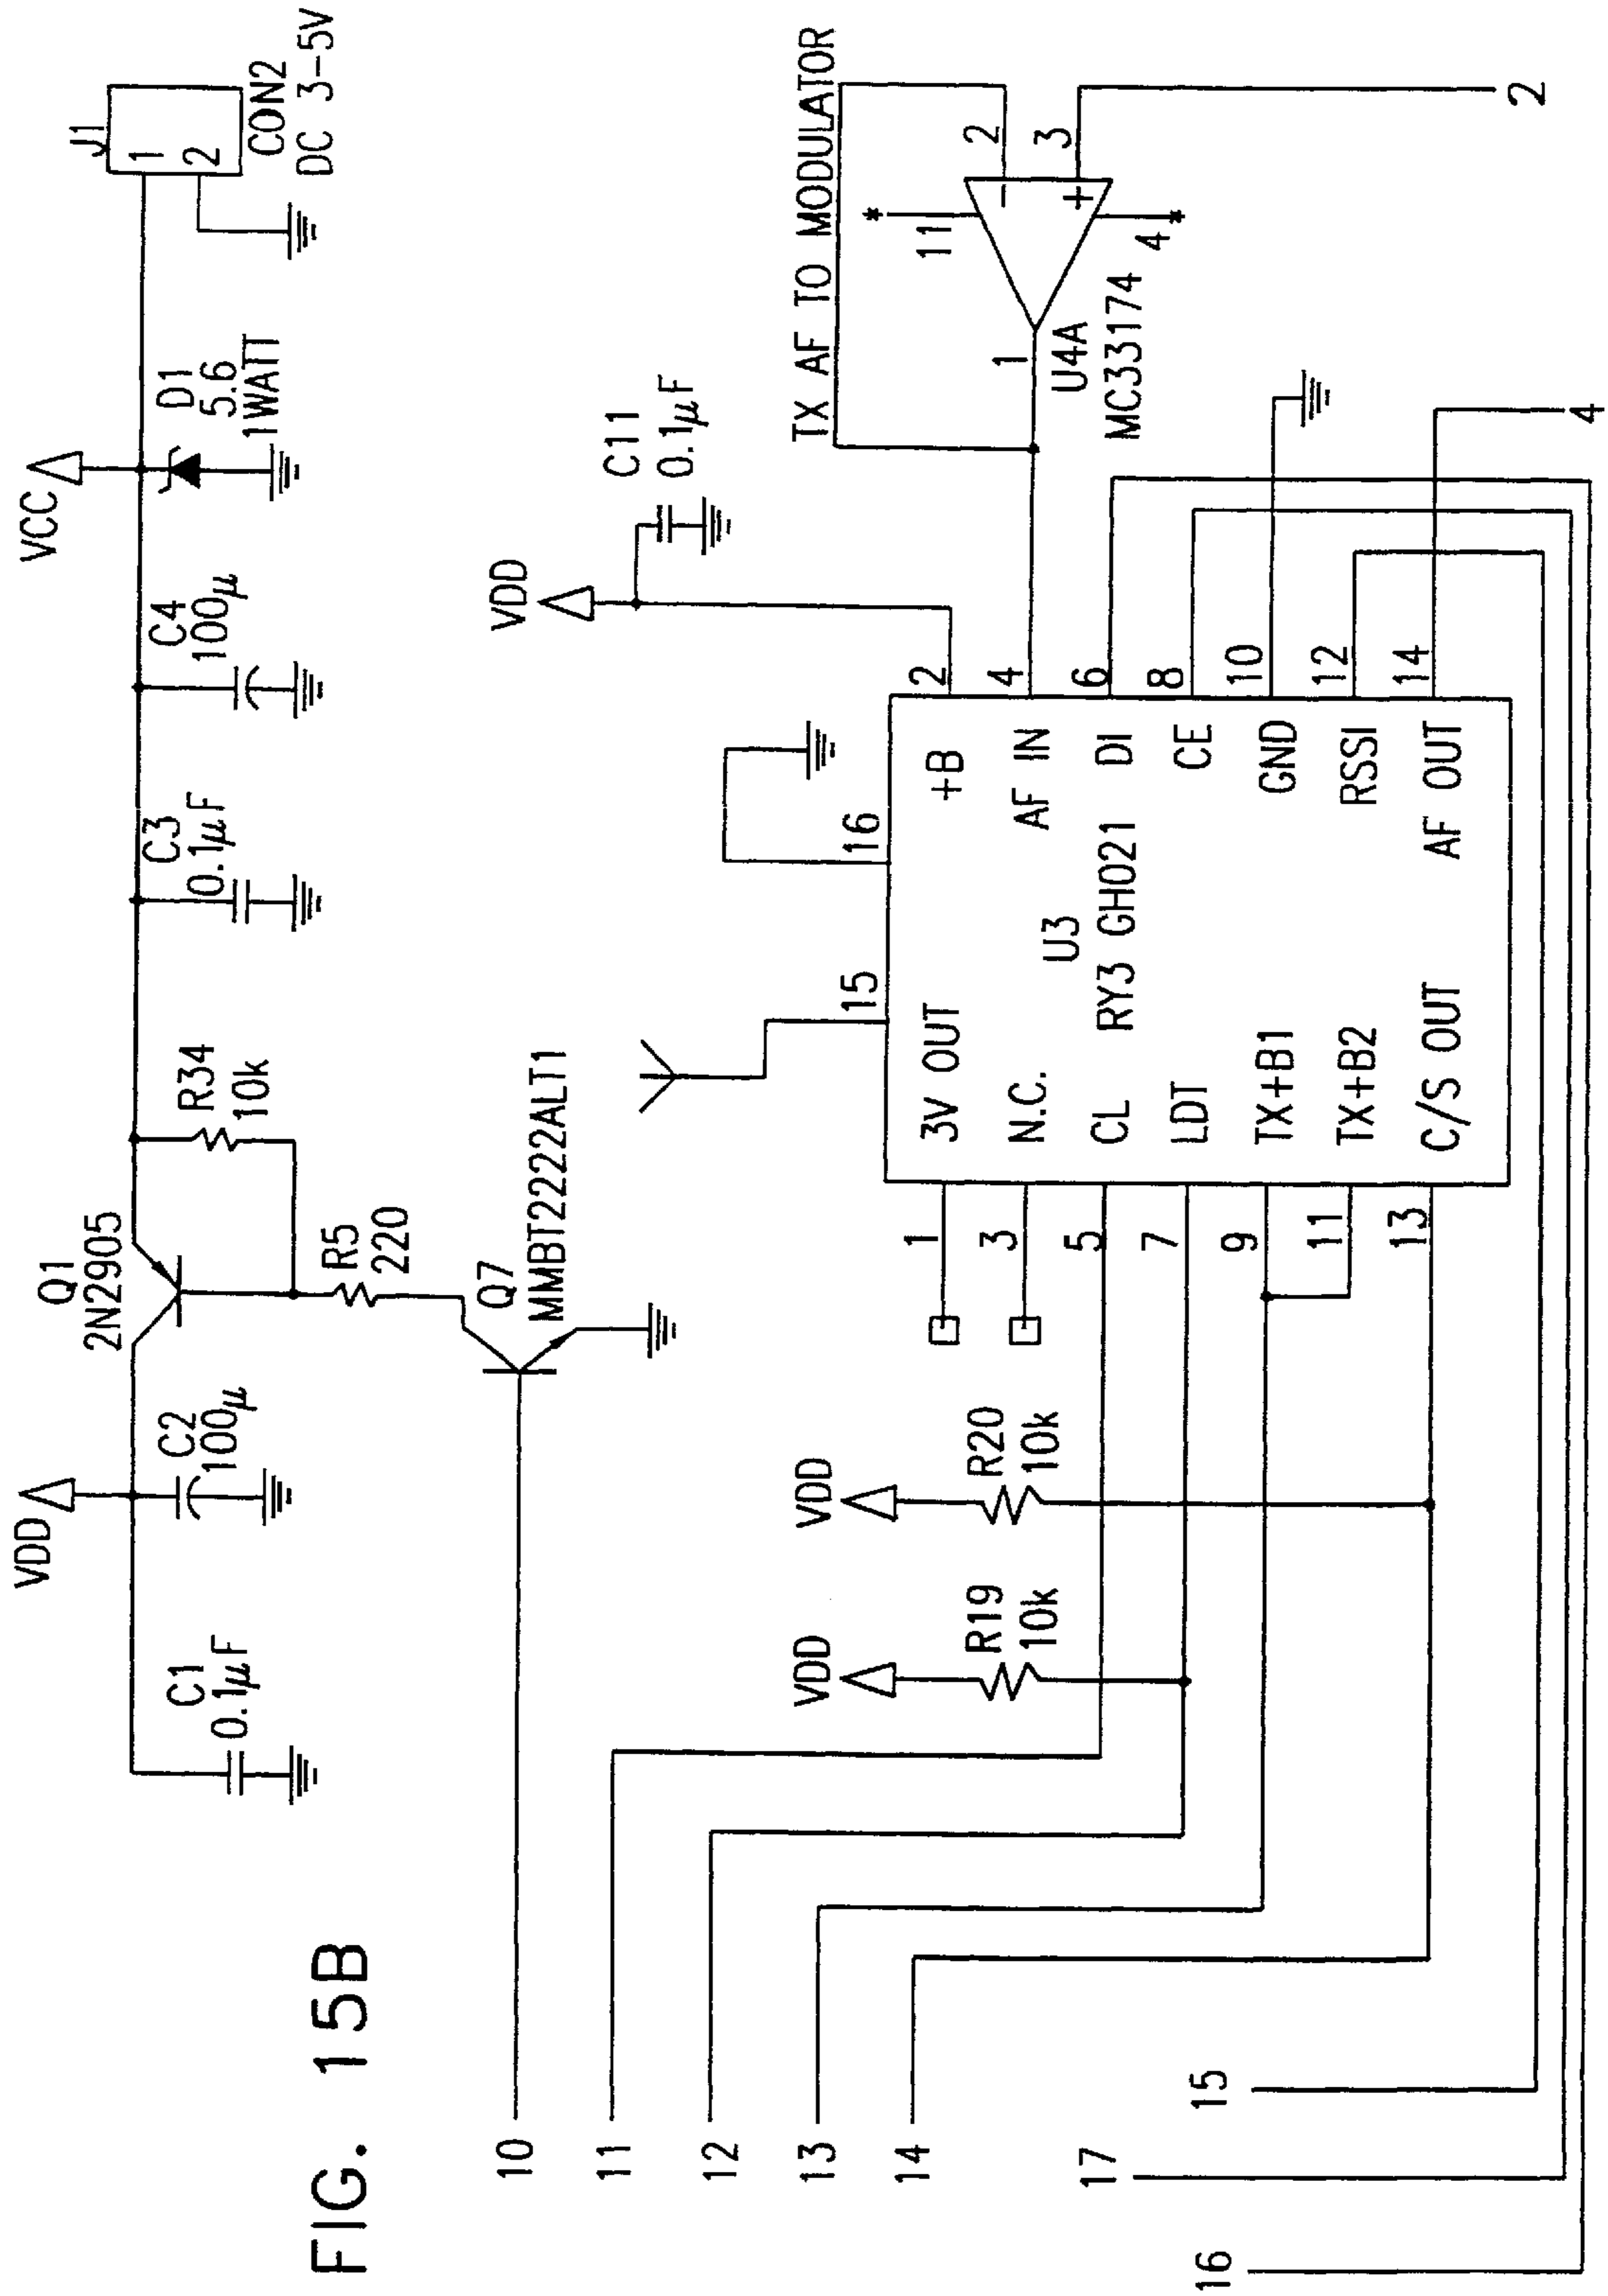 FIG. 15B
VDD
C1
0.1μF
C2
100μ
Q1
2N2905
R34
10k
R5
220
Q7
MMBT2222ALT1
C3
0.1μF
C4
100μ
VCC
D1
5.6
1WATT
J1
1
2
CON2
DC 3-5V
10
11
12
13
14
17
15
16
VDD
R19
10k
VDD
R20
10k
1
3
5
7
9
11
13
15
16
3V OUT
N.C.
CL
LDT
TX+B1
TX+B2
C/S OUT
U3
RY3 GH021
+B
AF IN
DI
CE
GND
RSSI
AF OUT
2
4
6
8
10
12
14
VDD
C11
0.1μF
TX AF TO MODULATOR
1
U4A
MC33174
11
4
2
3
-
+
*
*
2
4